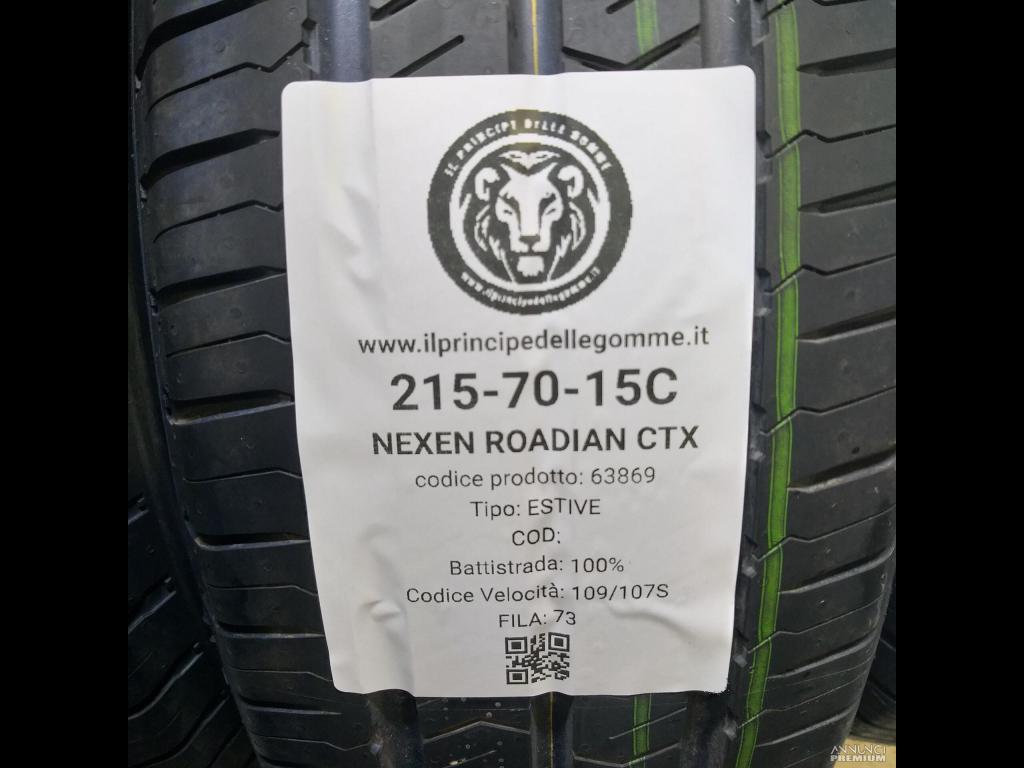 IL PRINCIPE DELLE GOMME
www.ilprincipedellegomme.it
www.ilprincipedellegomme.it
215-70-15C
NEXEN ROADIAN CTX
codice prodotto: 63869
Tipo: ESTIVE
COD:
Battistrada: 100%
Codice Velocità: 109/107S
FILA: 73
ANNUNCI
PREMIUM